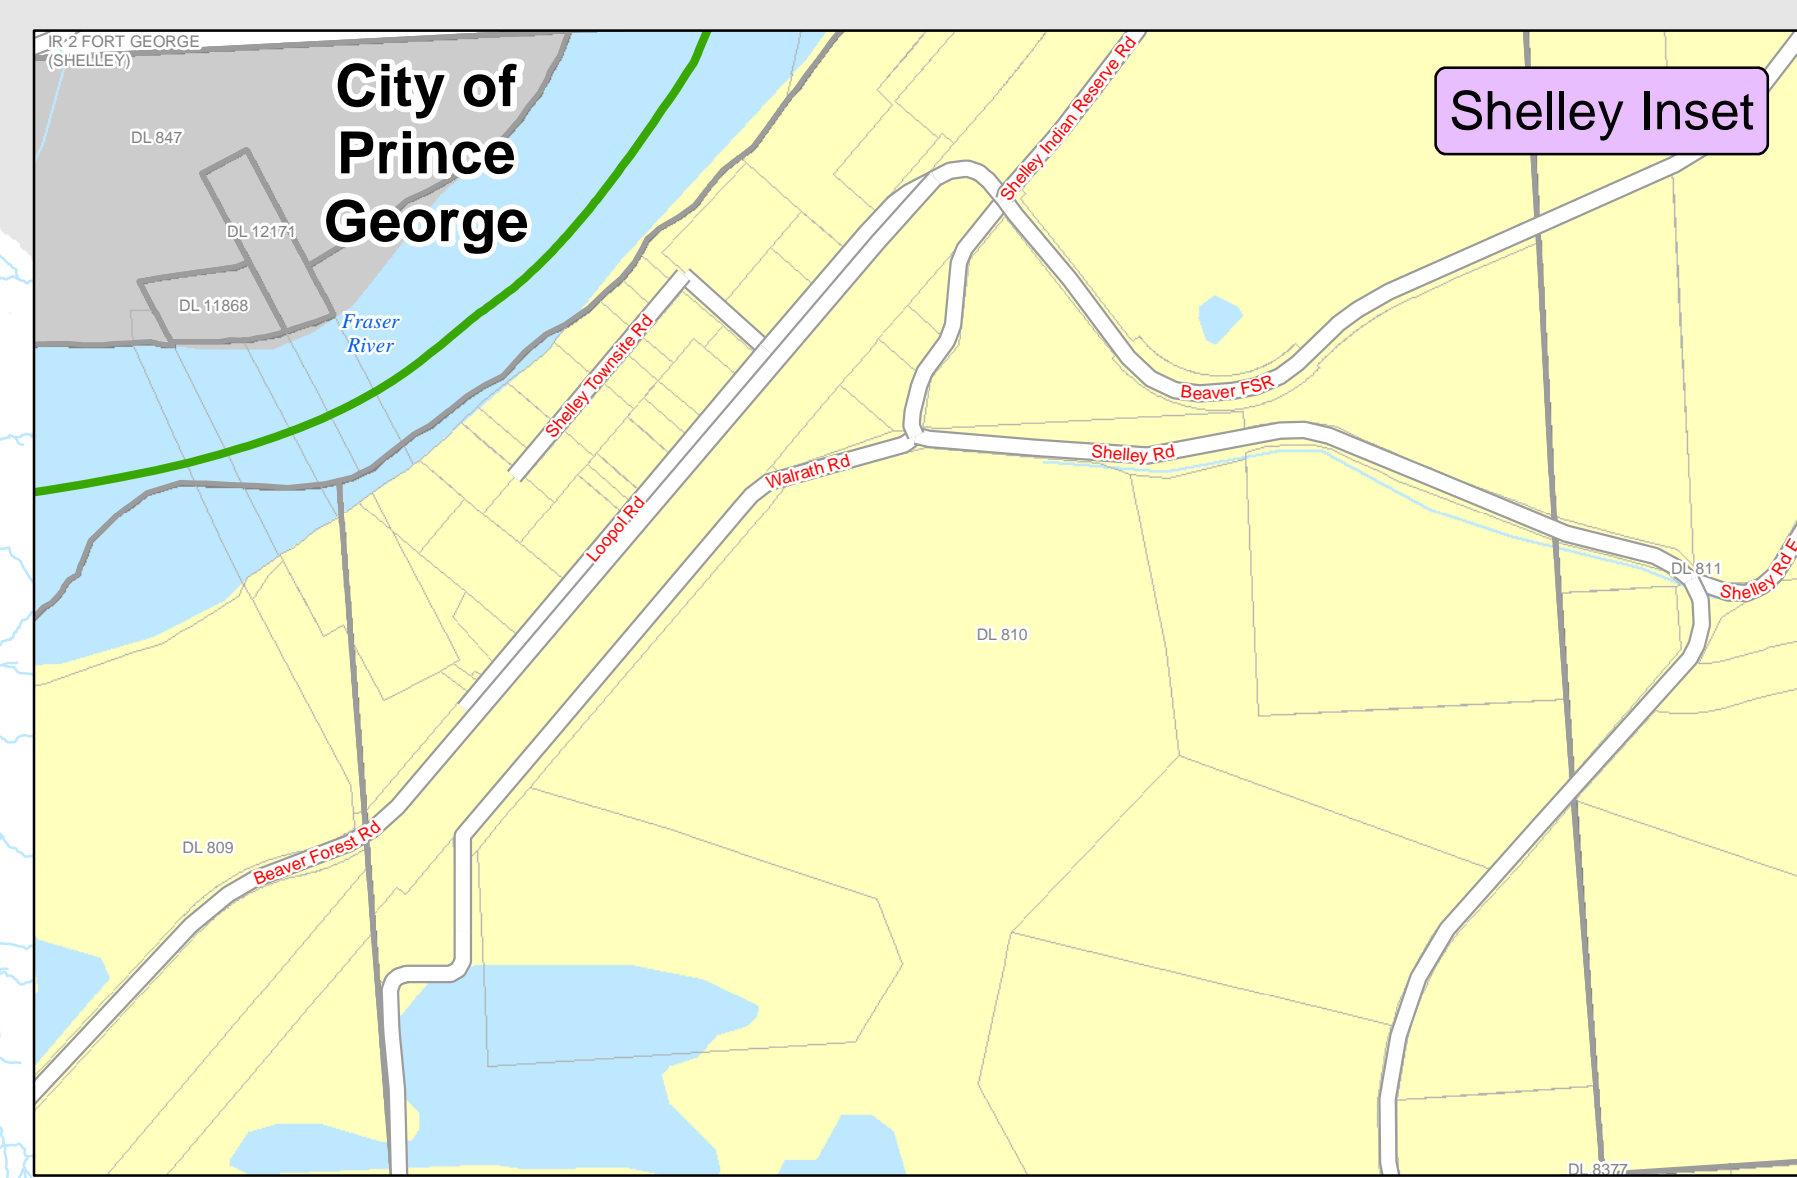 IR 2 FORT GEORGE
(SHELLEY)
City of
Prince
George
Shelley Inset
DL 847
DL 12171
DL 11868
Fraser
River
Shelley Indian Reserve Rd
Shelley Townsite Rd
Beaver FSR
Shelley Rd
Walrath Rd
Loopol Rd
DL 811
Shelley Rd E
DL 810
DL 809
Beaver Forest Rd
DL 8377